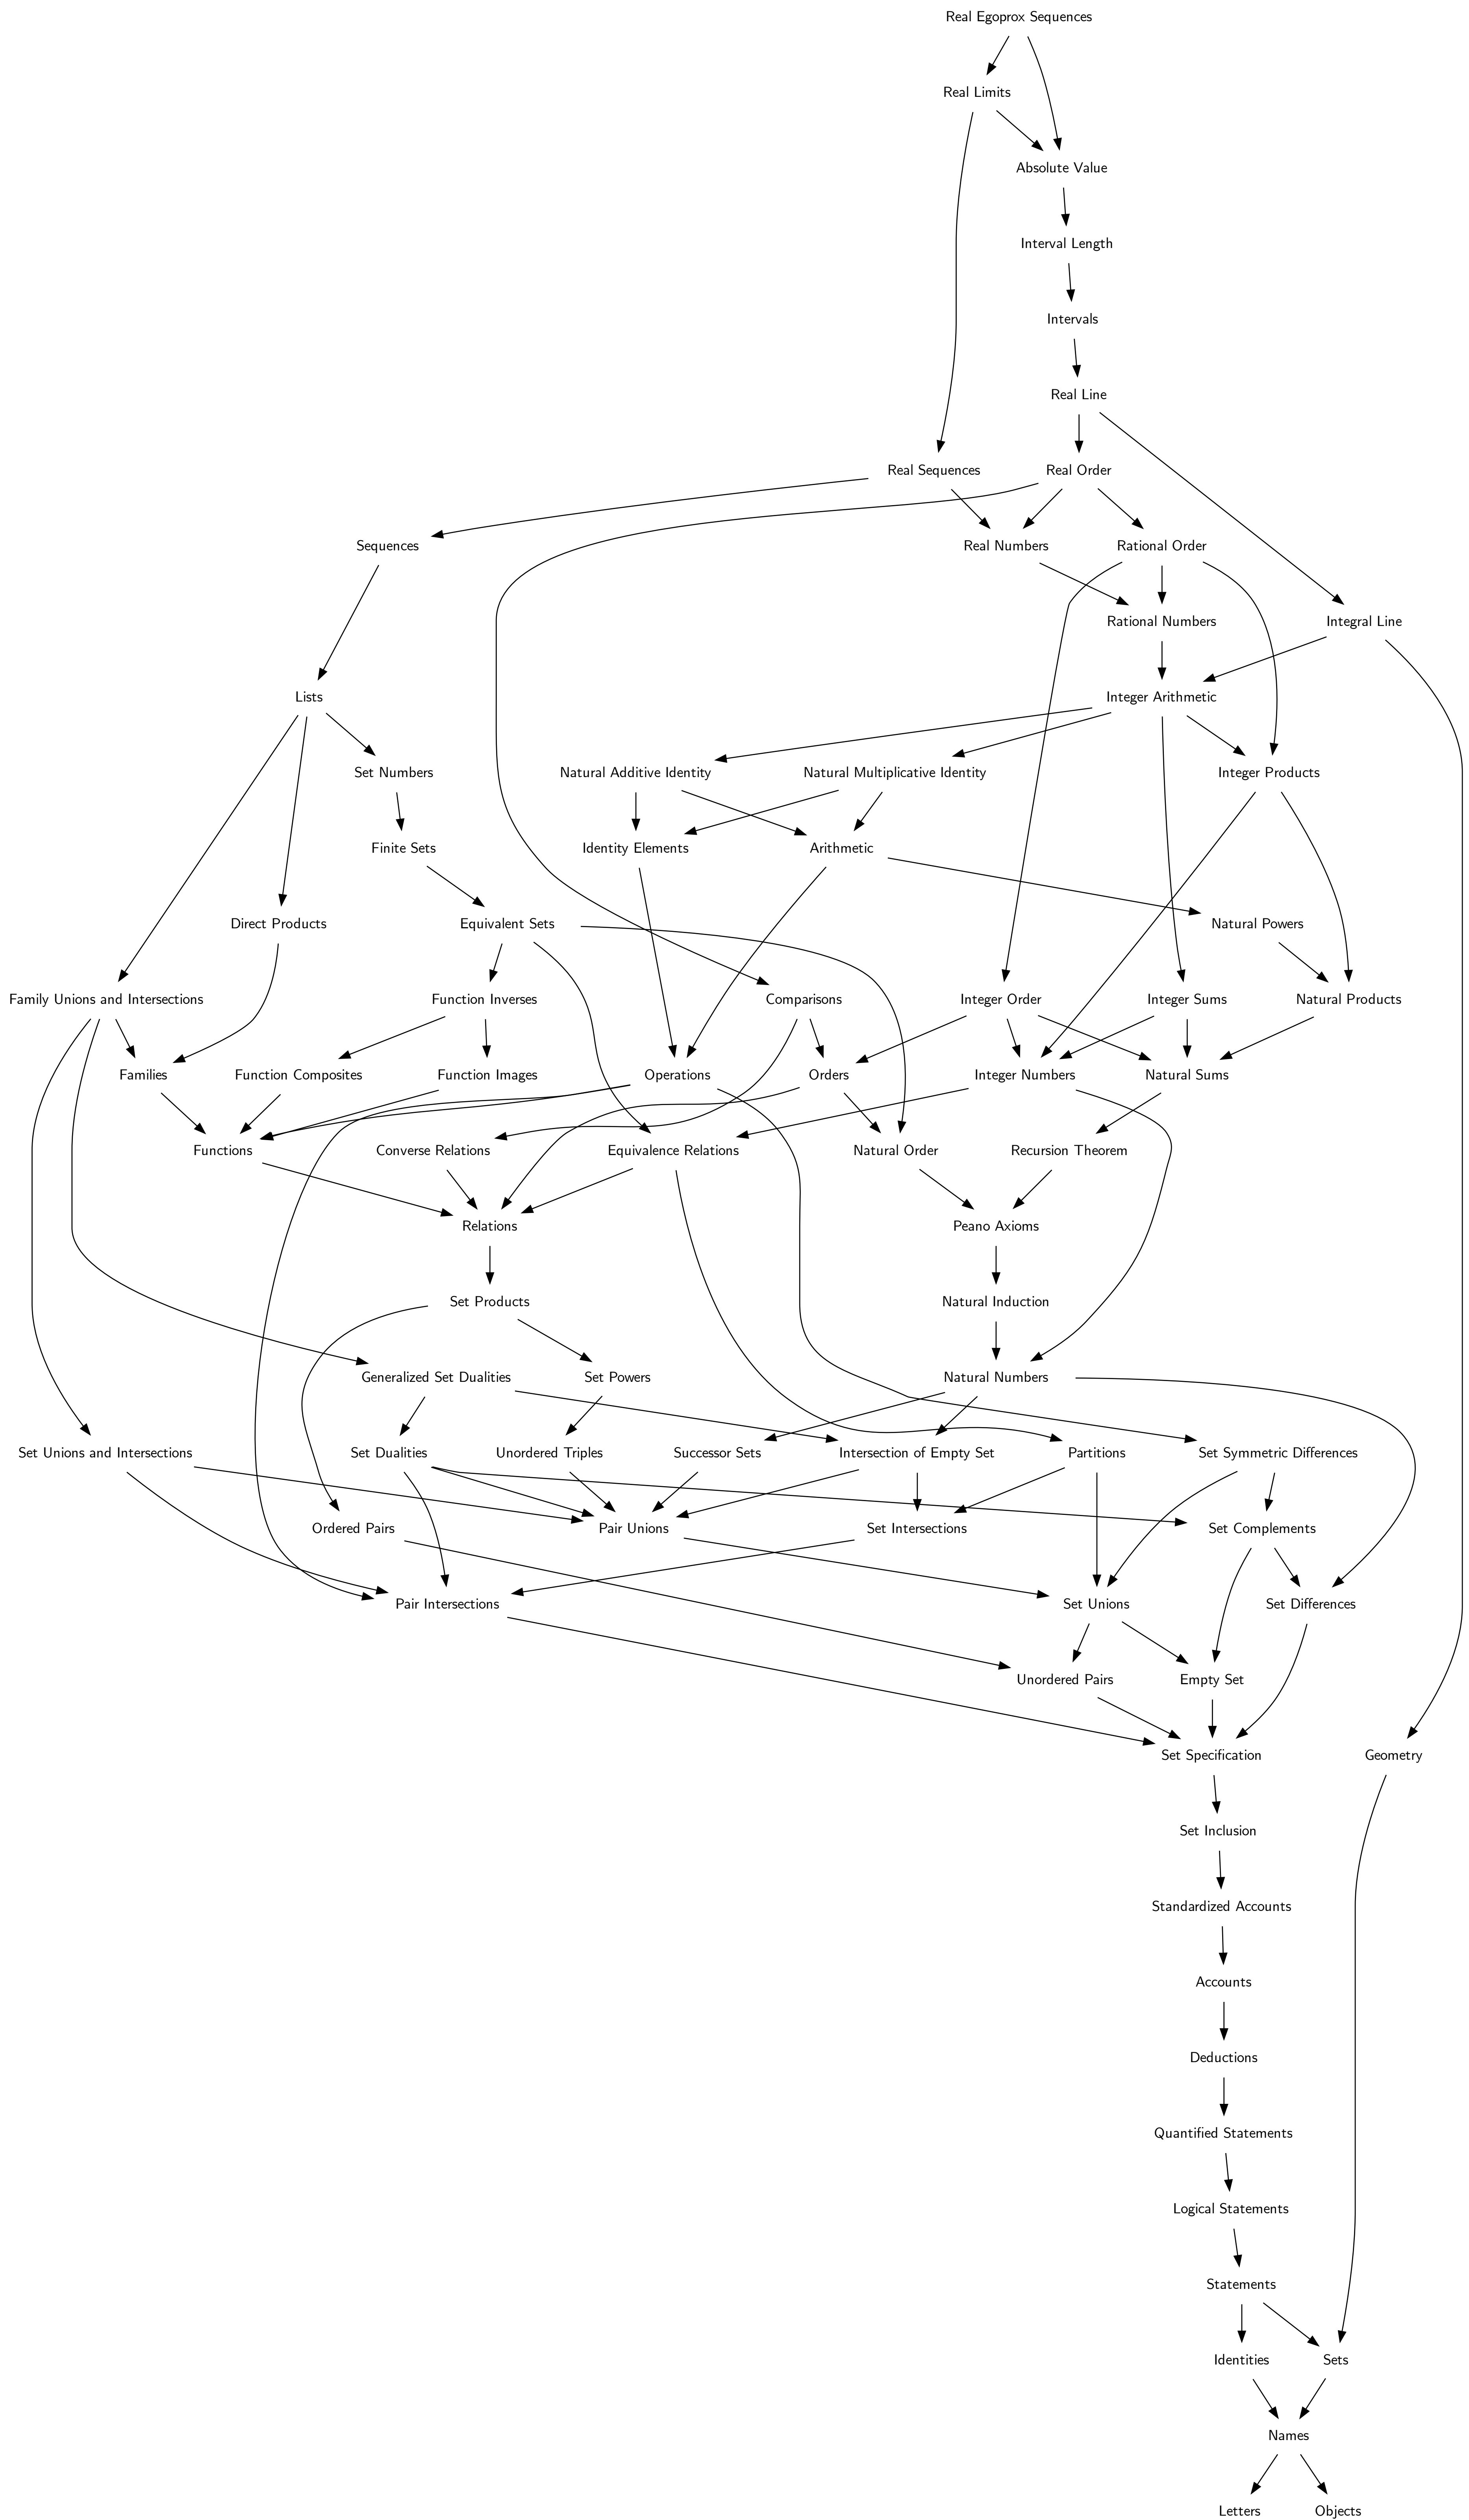 Real Egoprox Sequences
Real Limits
Absolute Value
Interval Length
Intervals
Real Line
Real Sequences
Real Order
Sequences
Real Numbers
Rational Order
Rational Numbers
Integral Line
Lists
Integer Arithmetic
Set Numbers
Natural Additive Identity
Natural Multiplicative Identity
Integer Products
Finite Sets
Identity Elements
Arithmetic
Direct Products
Equivalent Sets
Natural Powers
Family Unions and Intersections
Function Inverses
Comparisons
Integer Order
Integer Sums
Natural Products
Families
Function Composites
Function Images
Operations
Orders
Integer Numbers
Natural Sums
Functions
Converse Relations
Equivalence Relations
Natural Order
Recursion Theorem
Relations
Peano Axioms
Set Products
Natural Induction
Generalized Set Dualities
Set Powers
Natural Numbers
Set Unions and Intersections
Set Dualities
Unordered Triples
Successor Sets
Intersection of Empty Set
Partitions
Set Symmetric Differences
Ordered Pairs
Pair Unions
Set Intersections
Set Complements
Pair Intersections
Set Unions
Set Differences
Unordered Pairs
Empty Set
Set Specification
Geometry
Set Inclusion
Standardized Accounts
Accounts
Deductions
Quantified Statements
Logical Statements
Statements
Identities
Sets
Names
Letters
Objects